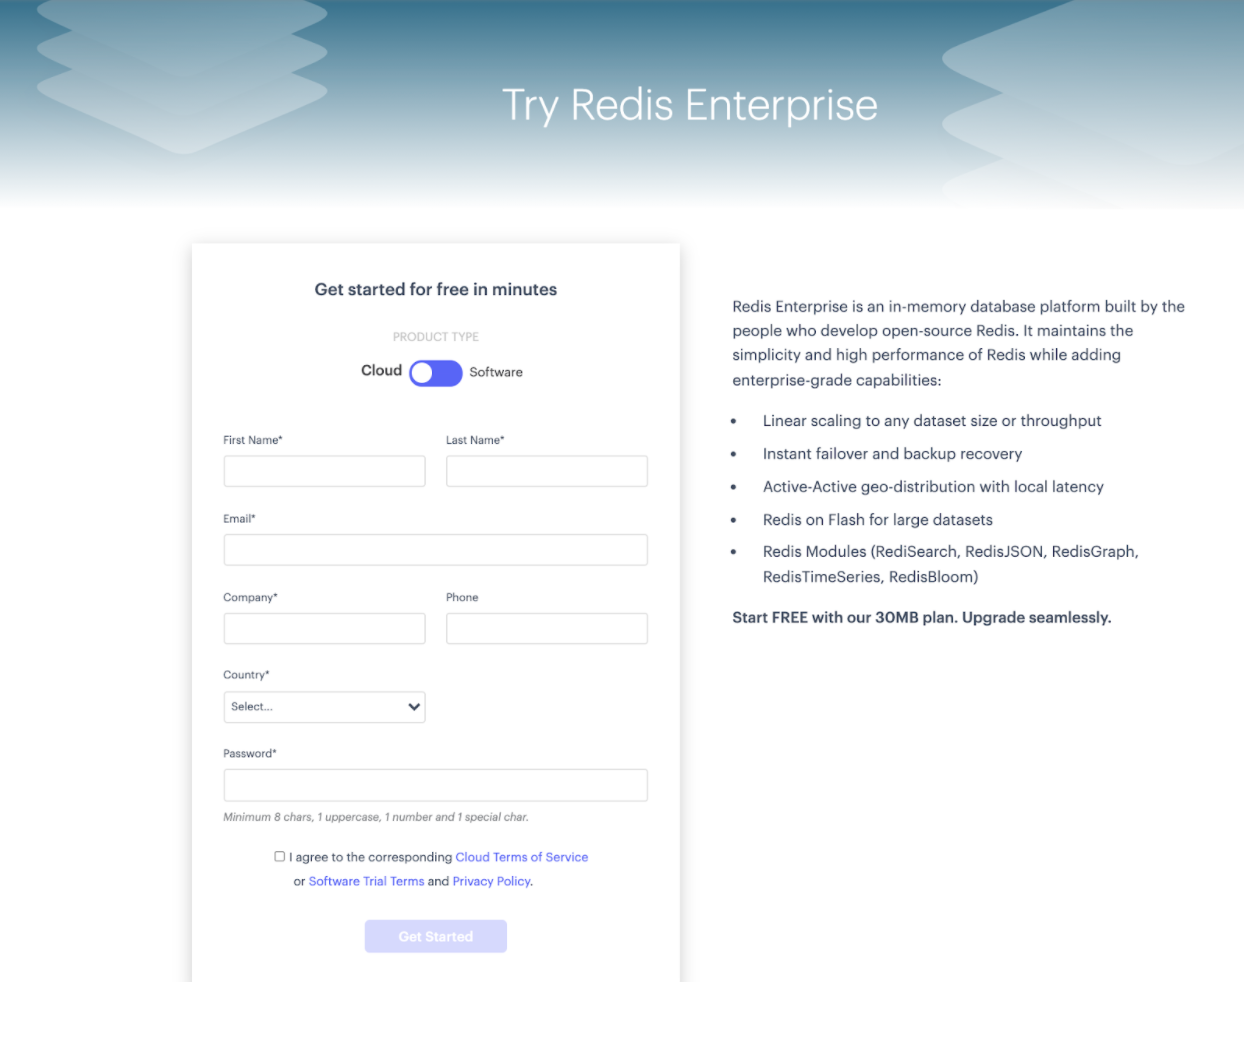 Try Redis Enterprise
Get started for free in minutes
PRODUCT TYPE
Cloud Software
First Name* Last Name*
Email*
Company* Phone
Country*
Select...
Password*
Minimum 8 chars, 1 uppercase, 1 number and 1 special char.
I agree to the corresponding Cloud Terms of Service
or Software Trial Terms and Privacy Policy.
Get Started
Redis Enterprise is an in-memory database platform built by the
people who develop open-source Redis. It maintains the
simplicity and high performance of Redis while adding
enterprise-grade capabilities:
• Linear scaling to any dataset size or throughput
• Instant failover and backup recovery
• Active-Active geo-distribution with local latency
• Redis on Flash for large datasets
• Redis Modules (RediSearch, RedisJSON, RedisGraph,
RedisTimeSeries, RedisBloom)
Start FREE with our 30MB plan. Upgrade seamlessly.